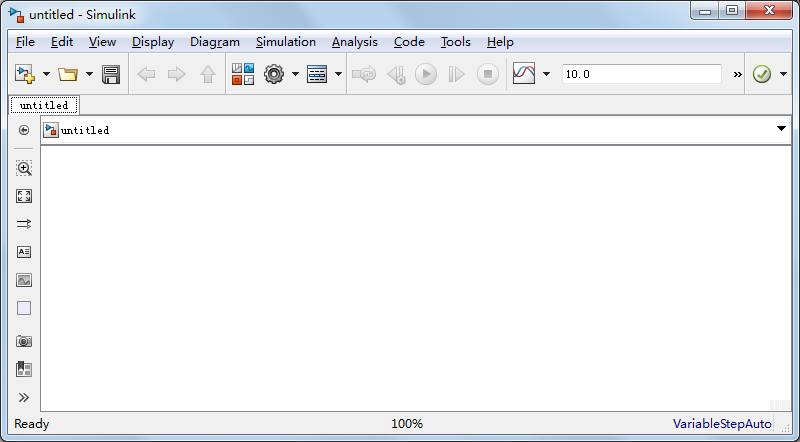 untitled - Simulink
File Edit View Display Diagram Simulation Analysis Code Tools Help
10.0 »
untitled
untitled
Ready 100% VariableStepAuto